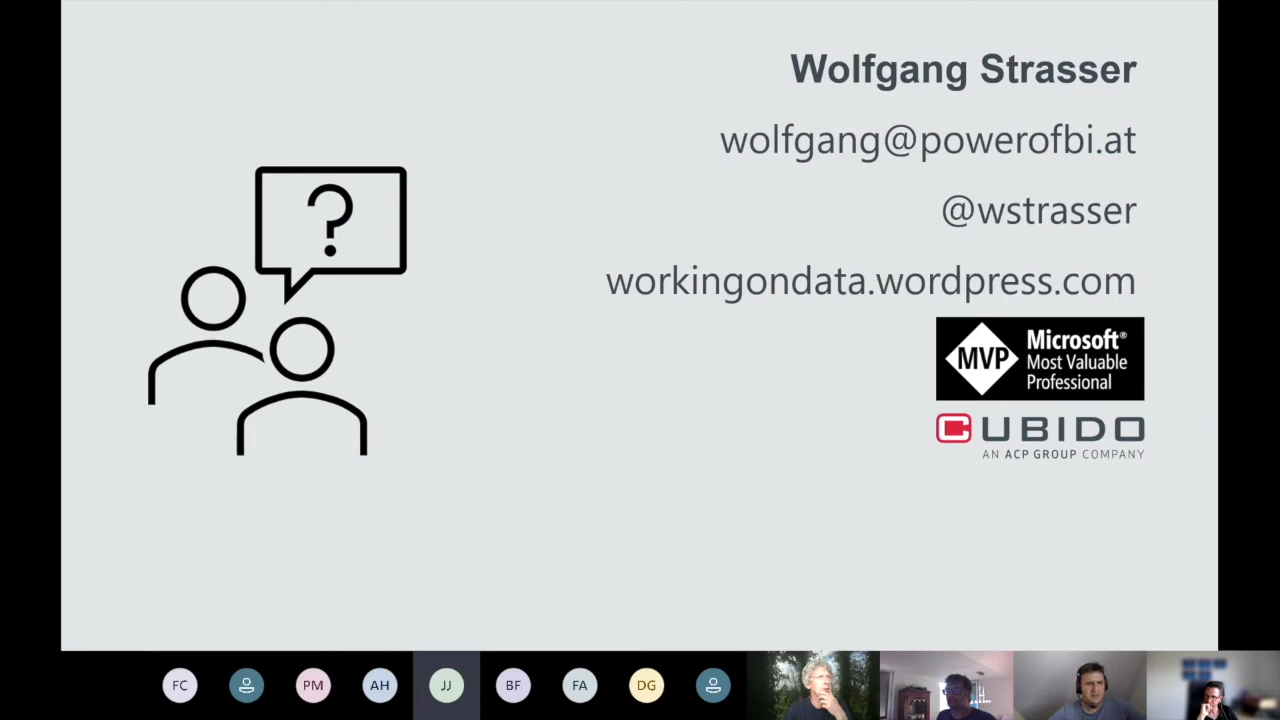 Wolfgang Strasser
wolfgang@powerofbi.at
?
@wstrasser
workingondata.wordpress.com
MVP
Microsoft®
Most Valuable
Professional
CUBIDO
AN ACP GROUP COMPANY
FC
PM
AH
JJ
BF
FA
DG